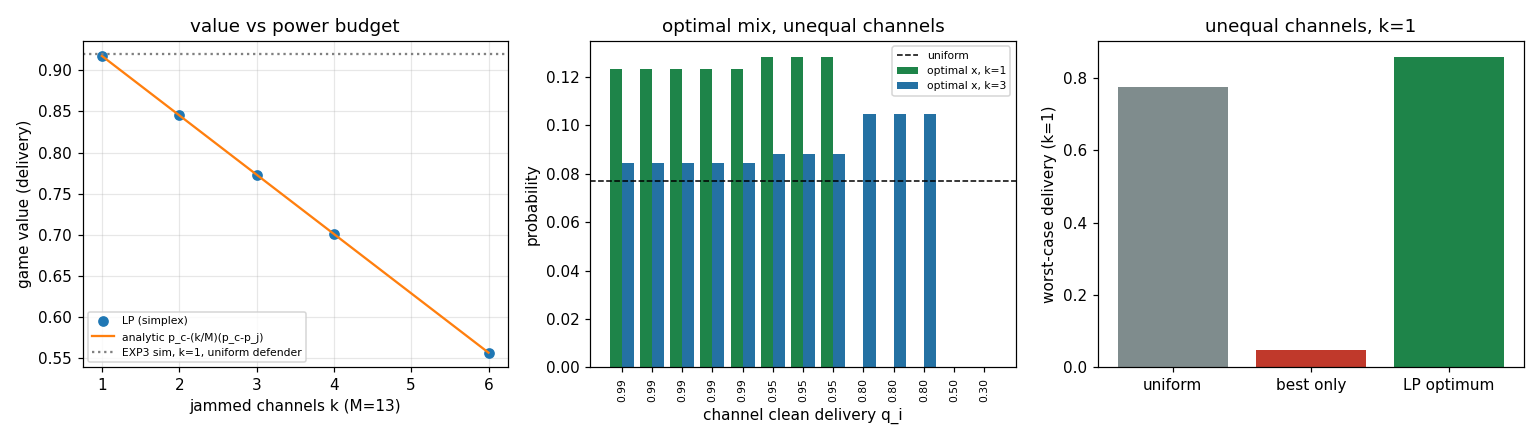 value vs power budget
game value (delivery)
0.90
0.85
0.80
0.75
0.70
0.65
0.60
0.55
LP (simplex)
analytic p_c-(k/M)(p_c-p_j)
EXP3 sim, k=1, uniform defender
1 2 3 4 5 6
jammed channels k (M=13)
optimal mix, unequal channels
probability
0.12
0.10
0.08
0.06
0.04
0.02
0.00
uniform
optimal x, k=1
optimal x, k=3
0.99 0.99 0.99 0.99 0.99 0.95 0.95 0.95 0.80 0.80 0.80 0.50 0.30
channel clean delivery q_i
unequal channels, k=1
worst-case delivery (k=1)
0.8
0.6
0.4
0.2
0.0
uniform best only LP optimum